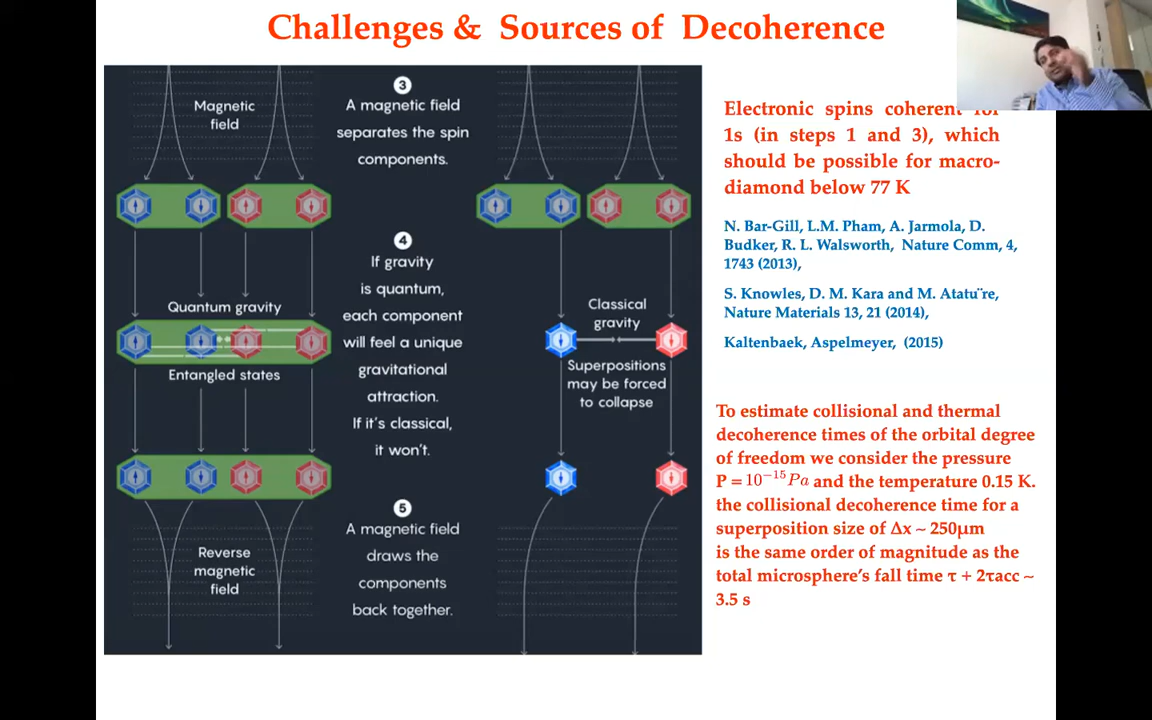 Challenges & Sources of Decoherence
Magnetic
field
3
A magnetic field
separates the spin
components.
4
If gravity
is quantum,
each component
will feel a unique
gravitational
attraction.
If it's classical,
it won't.
Quantum gravity
Entangled states
Classical
gravity
Superpositions
may be forced
to collapse
5
A magnetic field
draws the
components
back together.
Reverse
magnetic
field
Electronic spins coherent for
1s (in steps 1 and 3), which
should be possible for macro-
diamond below 77 K
N. Bar-Gill, L.M. Pham, A. Jarmola, D.
Budker, R. L. Walsworth, Nature Comm, 4,
1743 (2013),
S. Knowles, D. M. Kara and M. Atatu¨re,
Nature Materials 13, 21 (2014),
Kaltenbaek, Aspelmeyer, (2015)
To estimate collisional and thermal
decoherence times of the orbital degree
of freedom we consider the pressure
P = 10⁻¹⁵ Pa and the temperature 0.15 K.
the collisional decoherence time for a
superposition size of Δx ~ 250μm
is the same order of magnitude as the
total microsphere's fall time τ + 2τacc ~
3.5 s